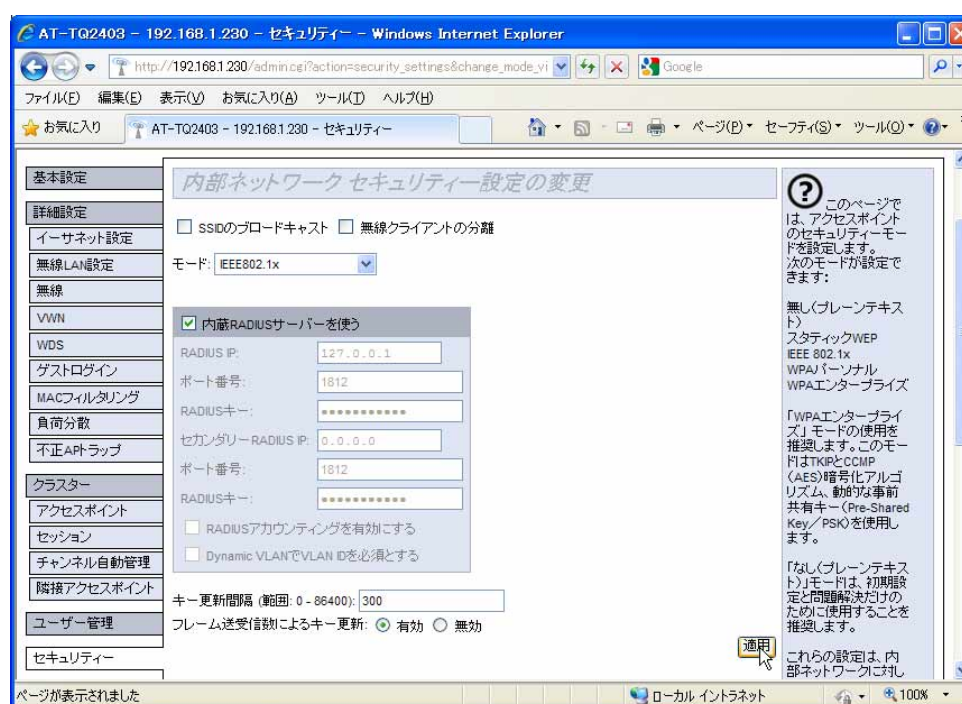 AT-TQ2403 - 192.168.1.230 - セキュリティー - Windows Internet Explorer
http://192.168.1.230/admin.cgi?action=security_settings&change_mode_vi
Google
ファイル(F) 編集(E) 表示(V) お気に入り(A) ツール(T) ヘルプ(H)
お気に入り
AT-TQ2403 - 192.168.1.230 - セキュリティー
ページ(P) セーフティ(S) ツール(O)
基本設定
詳細設定
イーサネット設定
無線LAN設定
無線
VWN
WDS
ゲストログイン
MACフィルタリング
負荷分散
不正APトラップ
クラスター
アクセスポイント
セッション
チャンネル自動管理
隣接アクセスポイント
ユーザー管理
セキュリティー
内部ネットワーク セキュリティー設定の変更
SSIDのブロードキャスト 無線クライアントの分離
モード: IEEE802.1x
内蔵RADIUSサーバーを使う
RADIUS IP: 127.0.0.1
ポート番号: 1812
RADIUSキー: ●●●●●●●●●●●
セカンダリーRADIUS IP: 0.0.0.0
ポート番号: 1812
RADIUSキー: ●●●●●●●●●●●
RADIUSアカウンティングを有効にする
Dynamic VLANでVLAN IDを必須とする
キー更新間隔 (範囲: 0 - 86400): 300
フレーム送受信数によるキー更新: 有効 無効
適用
?
このページで
は、アクセスポイント
のセキュリティーモー
ドを設定します。
次のモードが設定で
きます:
無し(プレーンテキス
ト)
スタティックWEP
IEEE 802.1x
WPAパーソナル
WPAエンタープライズ
「WPAエンタープライ
ズ」モードの使用を
推奨します。このモー
ドはTKIPとCCMP
(AES)暗号化アルゴ
リズム、動的な事前
共有キー(Pre-Shared
Key/PSK)を使用し
ます。
「なし(プレーンテキス
ト)」モードは、初期設
定と問題解決だけの
ために使用することを
推奨します。
これらの設定は、内
部ネットワークに対し
ページが表示されました
ローカル イントラネット
100%